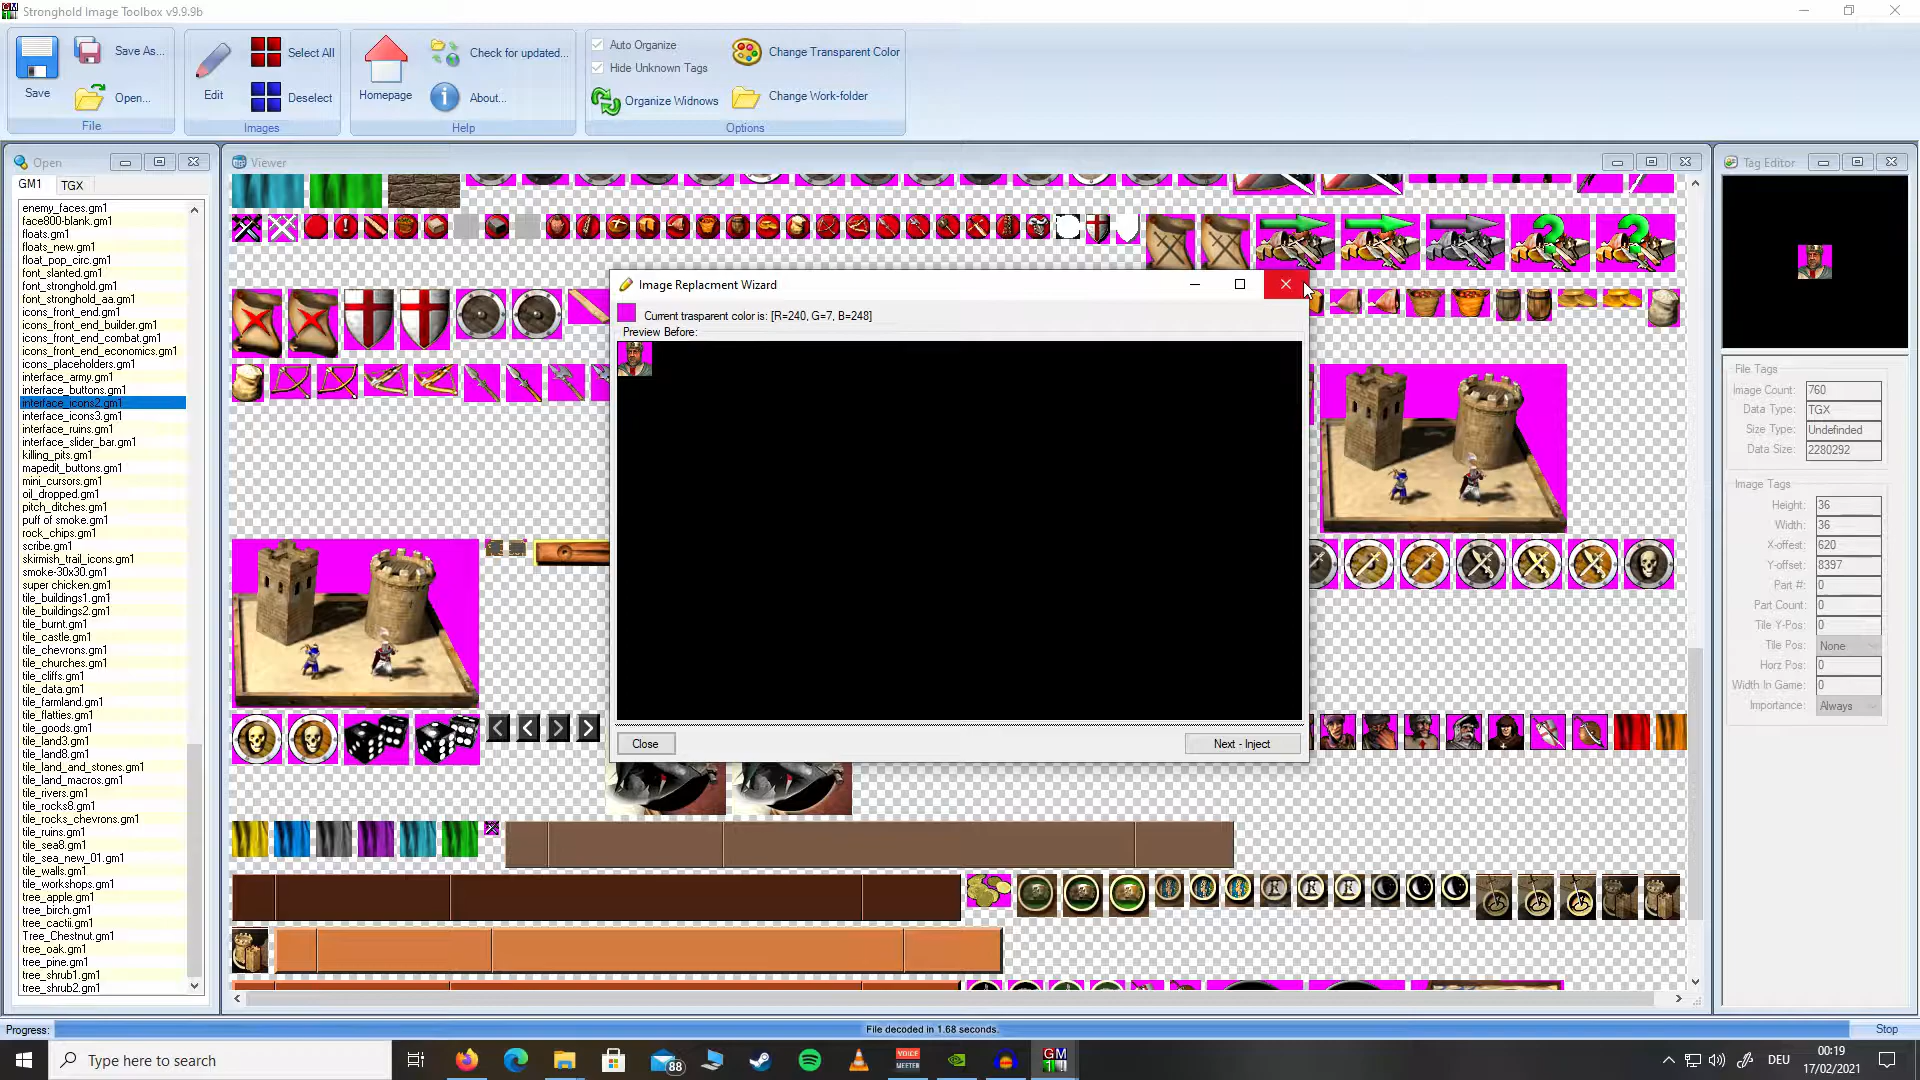 Stronghold Image Toolbox v9.9.9b
Save
Save As...
Open...
File
Edit
Select All
Deselect
Images
Homepage
Check for updated...
About...
Help
Auto Organize
Hide Unknown Tags
Organize Widnows
Change Transparent Color
Change Work-folder
Options
Open
GM1
TGX
enemy_faces.gm1
face800-blank.gm1
floats.gm1
floats_new.gm1
float_pop_circ.gm1
font_slanted.gm1
font_stronghold.gm1
font_stronghold_aa.gm1
icons_front_end.gm1
icons_front_end_builder.gm1
icons_front_end_combat.gm1
icons_front_end_economics.gm1
icons_placeholders.gm1
interface_army.gm1
interface_buttons.gm1
interface_icons2.gm1
interface_icons3.gm1
interface_ruins.gm1
interface_slider_bar.gm1
killing_pits.gm1
mapedit_buttons.gm1
mini_cursors.gm1
oil_dropped.gm1
pitch_ditches.gm1
puff of smoke.gm1
rock_chips.gm1
scribe.gm1
skirmish_trail_icons.gm1
smoke-30x30.gm1
super chicken.gm1
tile_buildings1.gm1
tile_buildings2.gm1
tile_burnt.gm1
tile_castle.gm1
tile_chevrons.gm1
tile_churches.gm1
tile_cliffs.gm1
tile_data.gm1
tile_farmland.gm1
tile_flatties.gm1
tile_goods.gm1
tile_land3.gm1
tile_land8.gm1
tile_land_and_stones.gm1
tile_land_macros.gm1
tile_rivers.gm1
tile_rocks8.gm1
tile_rocks_chevrons.gm1
tile_ruins.gm1
tile_sea8.gm1
tile_sea_new_01.gm1
tile_walls.gm1
tile_workshops.gm1
tree_apple.gm1
tree_birch.gm1
tree_cactii.gm1
Tree_Chestnut.gm1
tree_oak.gm1
tree_pine.gm1
tree_shrub1.gm1
tree_shrub2.gm1
Viewer
Image Replacment Wizard
Current trasparent color is: [R=240, G=7, B=248]
Preview Before:
Close
Next - Inject
Tag Editor
File Tags
Image Count: 760
Data Type: TGX
Size Type: Undefinded
Data Size: 2280292
Image Tags
Height: 36
Width: 36
X-offest: 620
Y-offset: 8397
Part #: 0
Part Count: 0
Tile Y-Pos: 0
Tile Pos: None
Horz Pos: 0
Width In Game: 0
Importance: Always
Progress:
File decoded in 1.68 seconds.
Stop
Type here to search
88
VOICE
MEETER
GM
1
DEU
00:19
17/02/2021